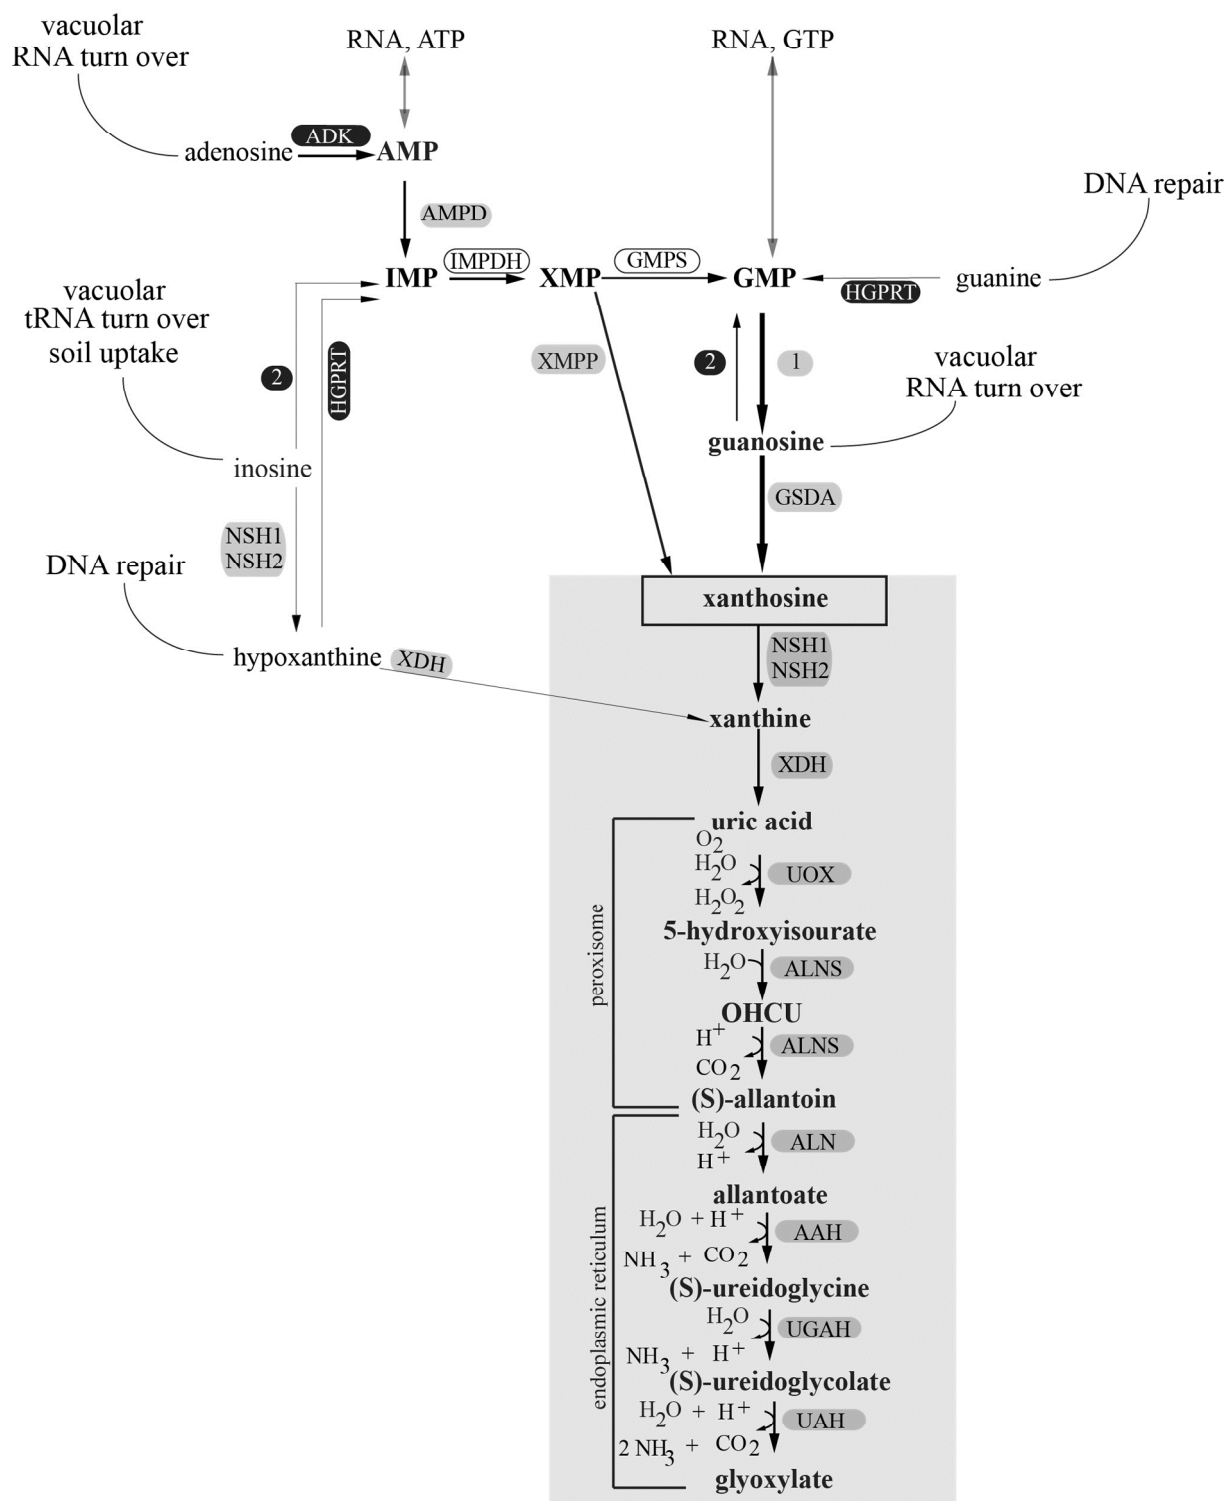 vacuolar
RNA turn over
RNA, ATP
RNA, GTP
adenosine
ADK
AMP
DNA repair
AMPD
IMP
IMPDH
XMP
GMPS
GMP
HGPRT
guanine
vacuolar
tRNA turn over
soil uptake
2
HGPRT
XMPP
2
1
vacuolar
RNA turn over
guanosine
inosine
GSDA
NSH1
NSH2
DNA repair
hypoxanthine
XDH
xanthosine
NSH1
NSH2
xanthine
XDH
uric acid
O2
H2O
UOX
H2O2
5-hydroxyisourate
peroxisome
H2O
ALNS
OHCU
H+
ALNS
CO2
(S)-allantoin
H2O
ALN
H+
allantoate
endoplasmic reticulum
H2O + H+
AAH
NH3 + CO2
(S)-ureidoglycine
H2O
UGAH
NH3 + H+
(S)-ureidoglycolate
H2O + H+
UAH
2 NH3 + CO2
glyoxylate